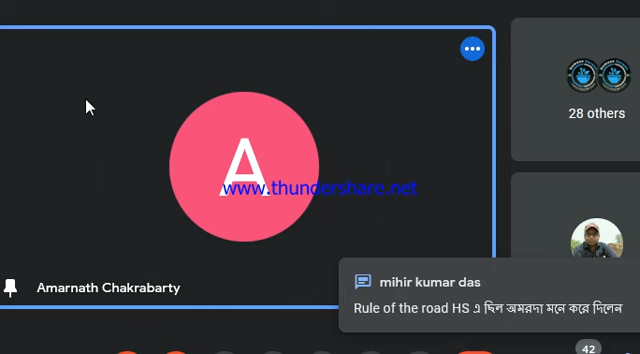 A
www.thundershare.net
28 others
Amarnath Chakrabarty
mihir kumar das
Rule of the road HS এ ছিল অমরদা মনে করে দিলেন
42